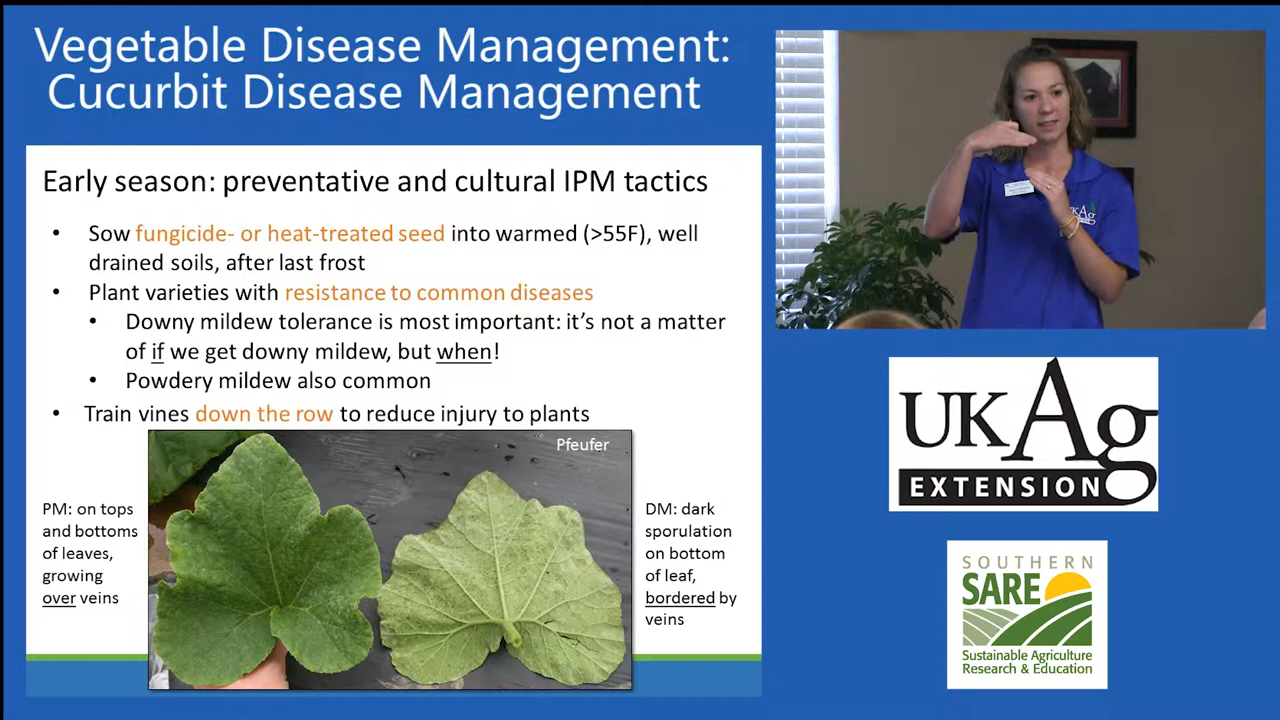 Vegetable Disease Management:
Cucurbit Disease Management
Early season: preventative and cultural IPM tactics
• Sow fungicide- or heat-treated seed into warmed (>55F), well
drained soils, after last frost
• Plant varieties with resistance to common diseases
• Downy mildew tolerance is most important: it's not a matter
of if we get downy mildew, but when!
• Powdery mildew also common
• Train vines down the row to reduce injury to plants
Pfeufer
PM: on tops
and bottoms
of leaves,
growing
over veins
DM: dark
sporulation
on bottom
of leaf,
bordered by
veins
UKAg
UKAg
EXTENSION
SOUTHERN
SARE
Sustainable Agriculture
Research & Education